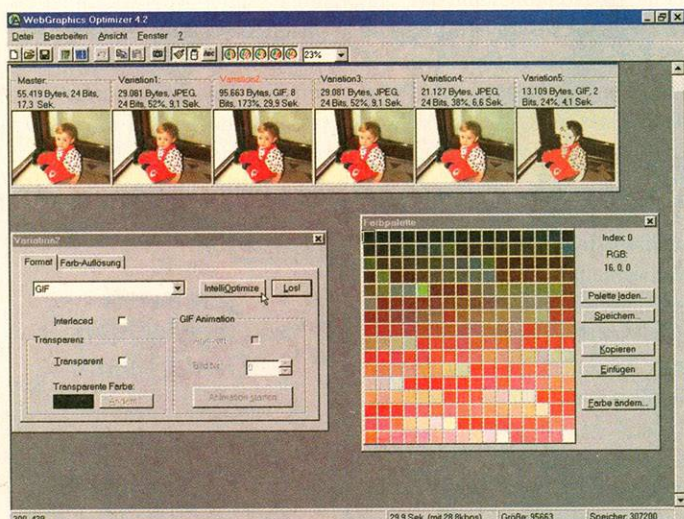 WebGraphics Optimizer 4.2
Datei Bearbeiten Ansicht Fenster ?
23%
Master: Variation1: Variation2: Variation3: Variation4: Variation5:
55.419 Bytes, 24 Bits, 29.081 Bytes, JPEG, 95.663 Bytes, GIF, 8 29.081 Bytes, JPEG, 21.127 Bytes, JPEG, 13.109 Bytes, GIF, 2
17,3 Sek. 24 Bits, 52%, 9,1 Sek. Bits, 173%, 29,9 Sek. 24 Bits, 52%, 9,1 Sek. 24 Bits, 38%, 6,6 Sek. Bits, 24%, 4,1 Sek.
Variation2
Format Farb-Auflösung
GIF
IntelliOptimize Los!
Interlaced
Transparenz
Transparent
Transparente Farbe:
Ändern...
GIF Animation
Bild Nr.
0
Animation starten
Farbpalette
Index: 0
RGB:
16, 0, 0
Palette laden...
Speichern...
Kopieren
Einfügen
Farbe ändern...
29,9 Sek. (mit 28,8kbps) Größe: 95663 Speicher: 307200